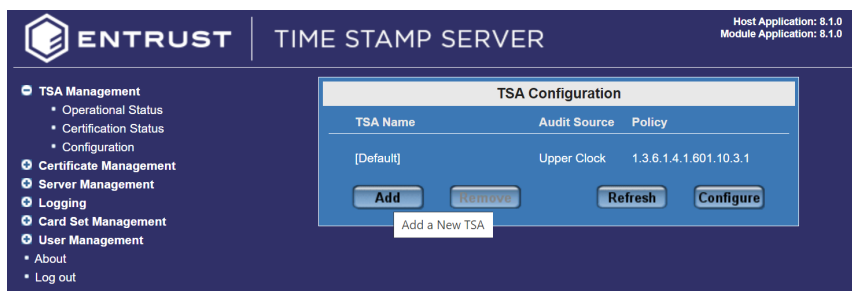 ENTRUST
TIME STAMP SERVER
Host Application: 8.1.0
Module Application: 8.1.0
TSA Management
Operational Status
Certification Status
Configuration
Certificate Management
Server Management
Logging
Card Set Management
User Management
About
Log out
TSA Configuration
TSA Name Audit Source Policy
[Default] Upper Clock 1.3.6.1.4.1.601.10.3.1
Add Remove Refresh Configure
Add a New TSA